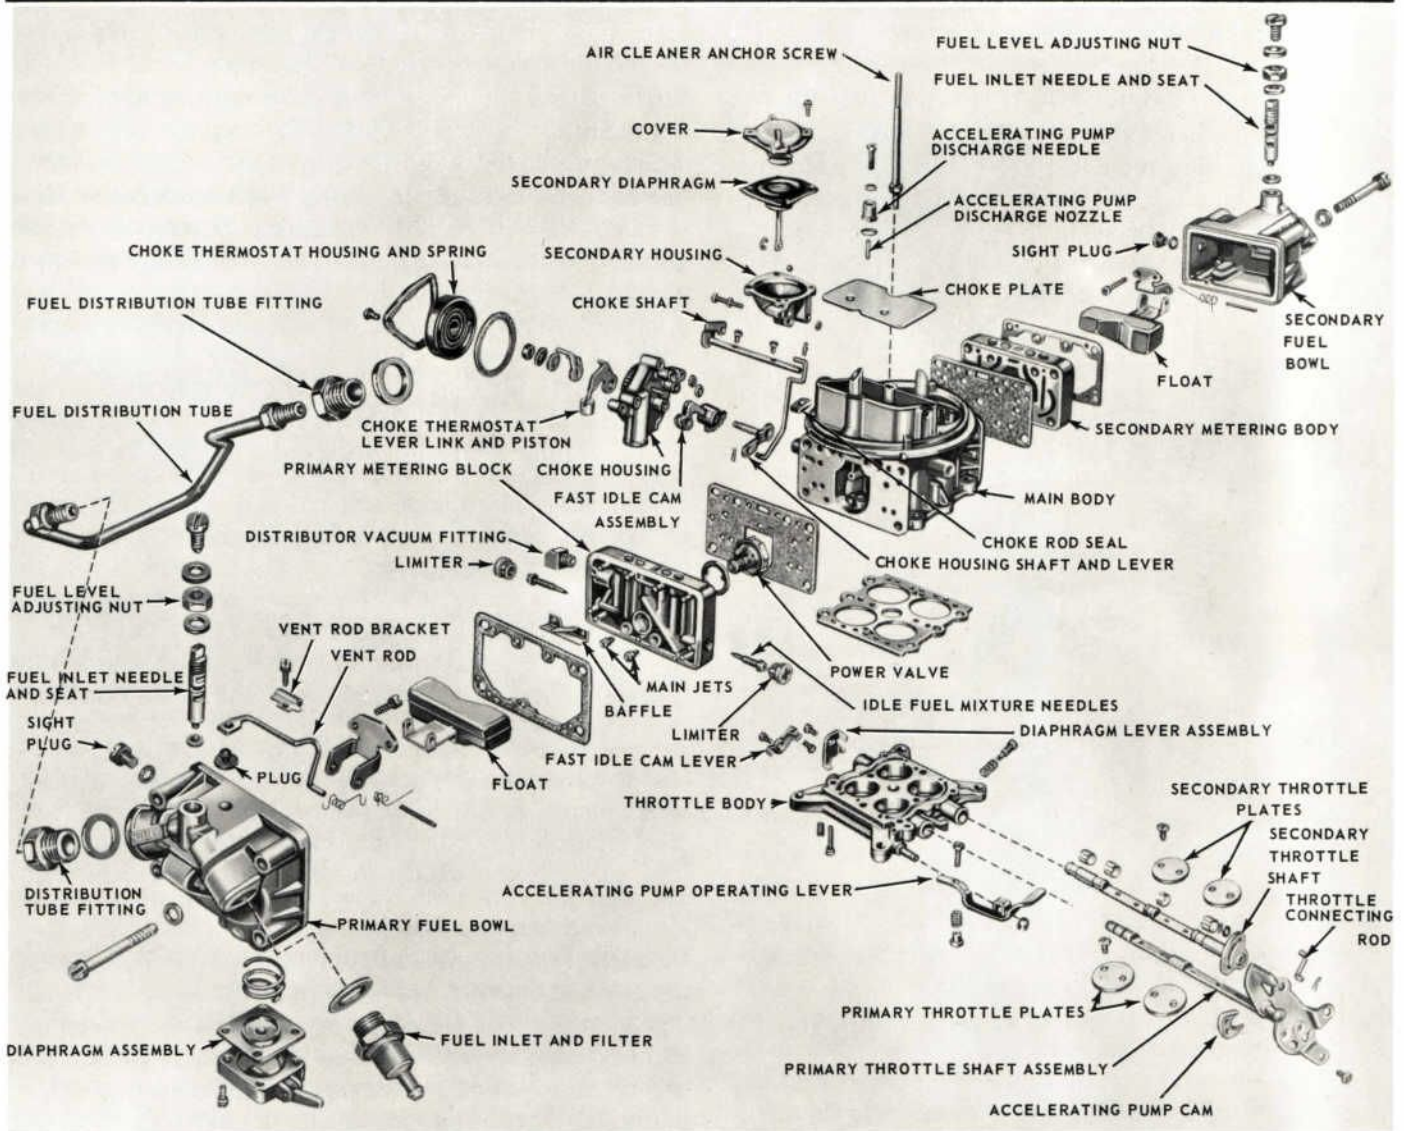 FUEL LEVEL ADJUSTING NUT
AIR CLEANER ANCHOR SCREW
FUEL INLET NEEDLE AND SEAT
COVER
ACCELERATING PUMP
DISCHARGE NEEDLE
SECONDARY DIAPHRAGM
ACCELERATING PUMP
DISCHARGE NOZZLE
CHOKE THERMOSTAT HOUSING AND SPRING
SECONDARY HOUSING
SIGHT PLUG
FUEL DISTRIBUTION TUBE FITTING
CHOKE SHAFT
CHOKE PLATE
SECONDARY
FUEL
BOWL
FLOAT
FUEL DISTRIBUTION TUBE
CHOKE THERMOSTAT
LEVER LINK AND PISTON
SECONDARY METERING BODY
PRIMARY METERING BLOCK
CHOKE HOUSING
FAST IDLE CAM
ASSEMBLY
MAIN BODY
DISTRIBUTOR VACUUM FITTING
CHOKE ROD SEAL
LIMITER
CHOKE HOUSING SHAFT AND LEVER
FUEL LEVEL
ADJUSTING NUT
VENT ROD BRACKET
VENT ROD
POWER VALVE
FUEL INLET NEEDLE
AND SEAT
MAIN JETS
BAFFLE
IDLE FUEL MIXTURE NEEDLES
SIGHT
PLUG
LIMITER
DIAPHRAGM LEVER ASSEMBLY
FAST IDLE CAM LEVER
PLUG
FLOAT
THROTTLE BODY
SECONDARY THROTTLE
PLATES
SECONDARY
THROTTLE
SHAFT
DISTRIBUTION
TUBE FITTING
ACCELERATING PUMP OPERATING LEVER
THROTTLE
CONNECTING
ROD
PRIMARY FUEL BOWL
PRIMARY THROTTLE PLATES
DIAPHRAGM ASSEMBLY
FUEL INLET AND FILTER
PRIMARY THROTTLE SHAFT ASSEMBLY
ACCELERATING PUMP CAM